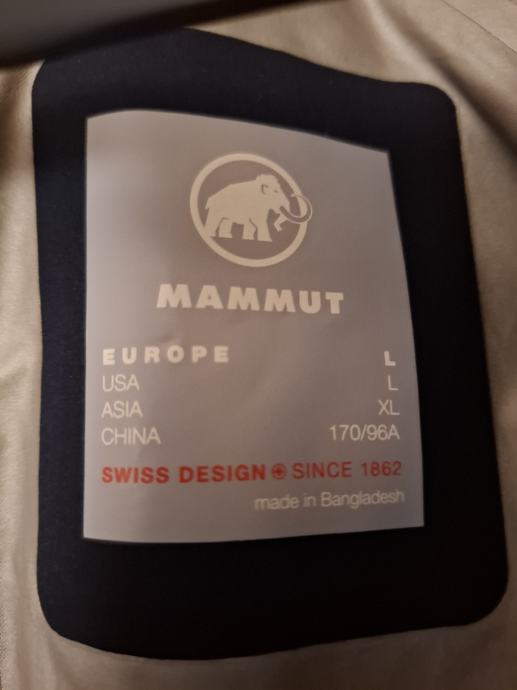 MAMMUT
EUROPE L
USA L
ASIA XL
CHINA 170/96A
SWISS DESIGN SINCE 1862
made in Bangladesh